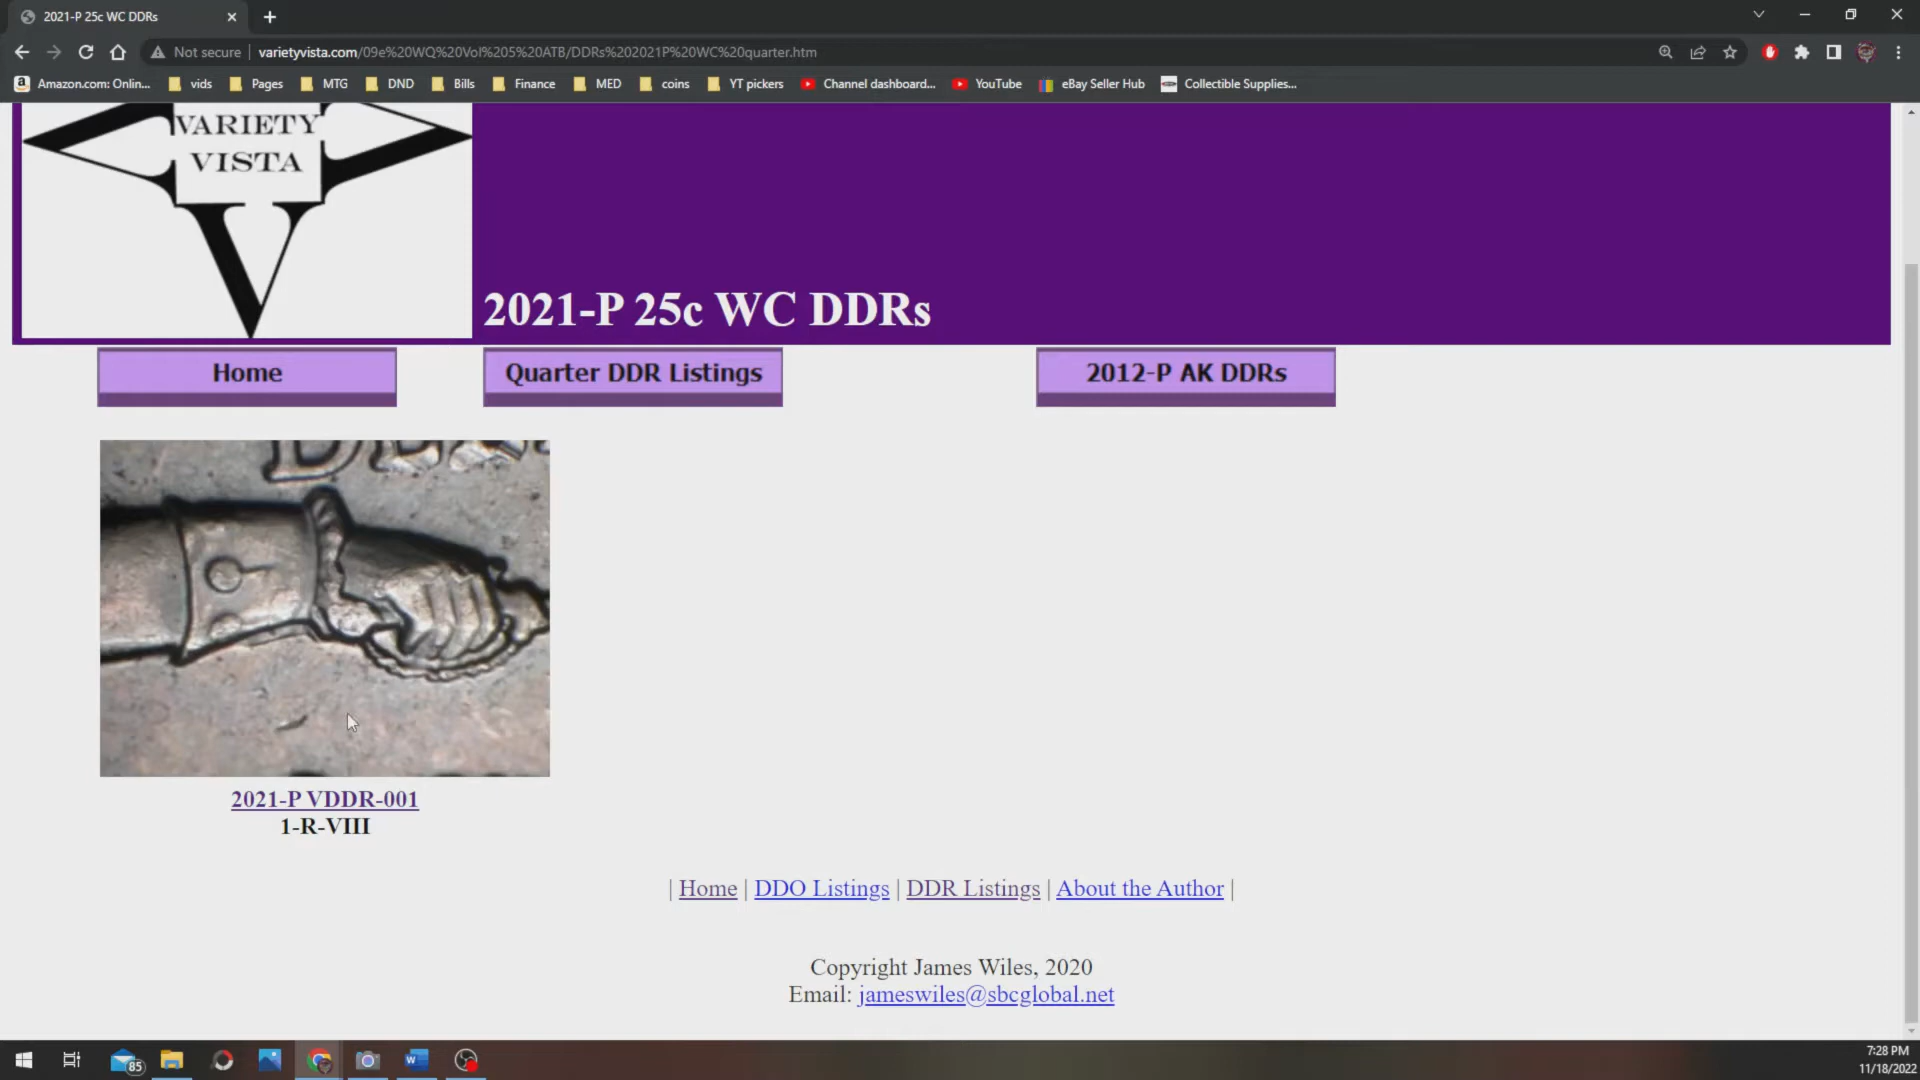 2021-P 25c WC DDRs
Not secure | varietyvista.com/09e%20WQ%20Vol%205%20ATB/DDRs%202021P%20WC%20quarter.htm
Amazon.com: Onlin... vids Pages MTG DND Bills Finance MED coins YT pickers Channel dashboard... YouTube eBay Seller Hub Collectible Supplies...
VARIETY
VISTA
V
2021-P 25c WC DDRs
Home Quarter DDR Listings 2012-P AK DDRs
2021-P VDDR-001
1-R-VIII
| Home | DDO Listings | DDR Listings | About the Author |
Copyright James Wiles, 2020
Email: jameswiles@sbcglobal.net
85
7:28 PM
11/18/2022